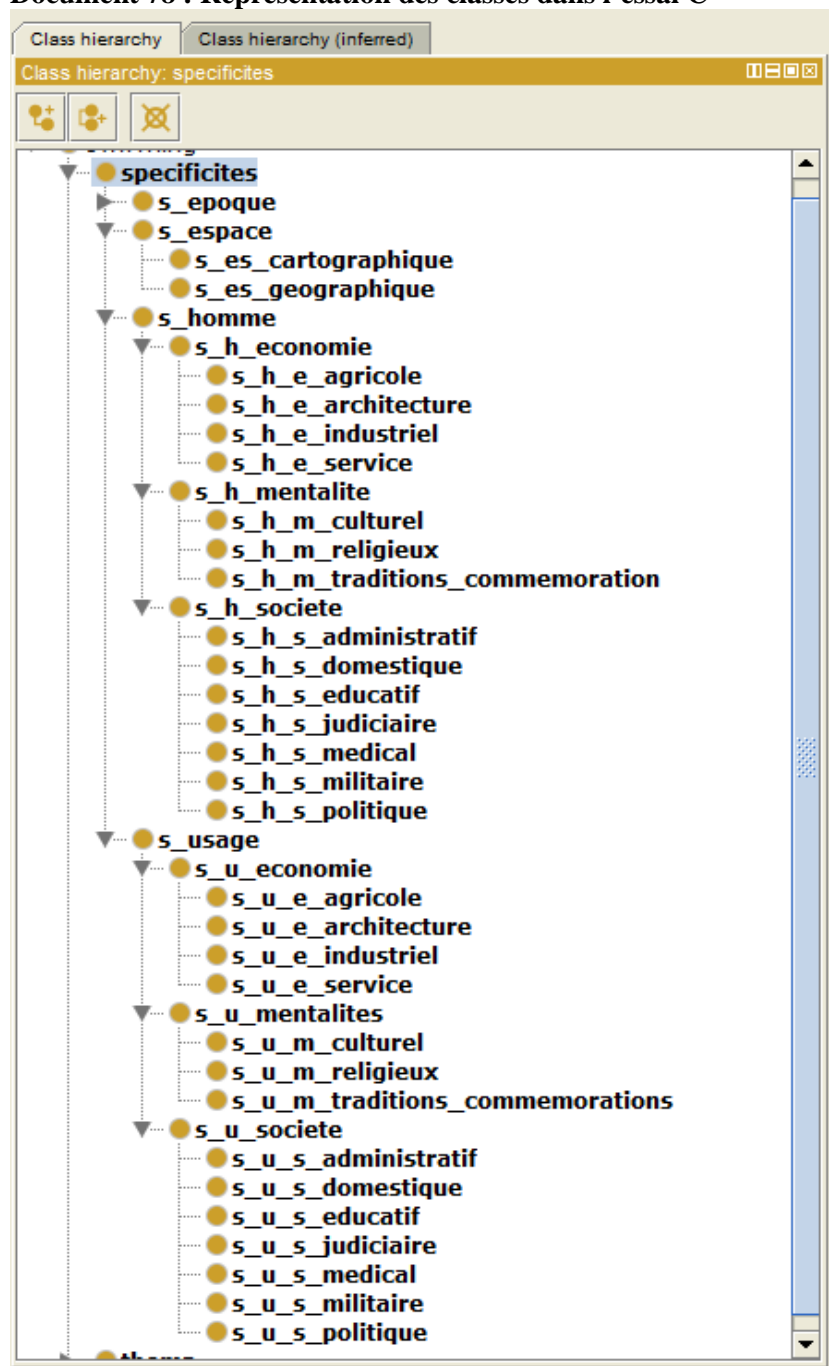 Class hierarchy Class hierarchy (inferred)
Class hierarchy: specificites
specificites
s_epoque
s_espace
s_es_cartographique
s_es_geographique
s_homme
s_h_economie
s_h_e_agricole
s_h_e_architecture
s_h_e_industriel
s_h_e_service
s_h_mentalite
s_h_m_culturel
s_h_m_religieux
s_h_m_traditions_commemoration
s_h_societe
s_h_s_administratif
s_h_s_domestique
s_h_s_educatif
s_h_s_judiciaire
s_h_s_medical
s_h_s_militaire
s_h_s_politique
s_usage
s_u_economie
s_u_e_agricole
s_u_e_architecture
s_u_e_industriel
s_u_e_service
s_u_mentalites
s_u_m_culturel
s_u_m_religieux
s_u_m_traditions_commemorations
s_u_societe
s_u_s_administratif
s_u_s_domestique
s_u_s_educatif
s_u_s_judiciaire
s_u_s_medical
s_u_s_militaire
s_u_s_politique